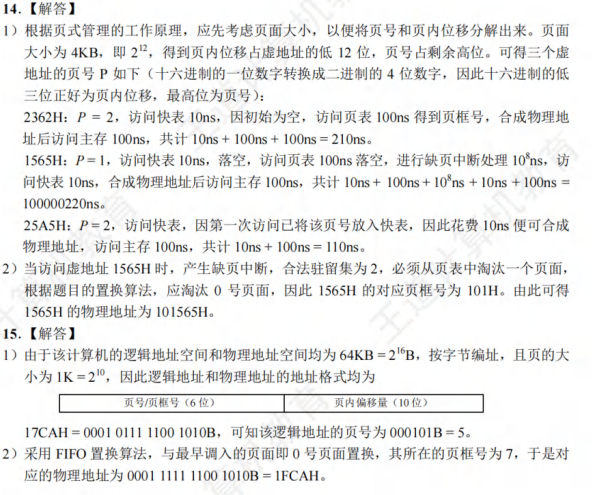 14.【解答】
1）根据页式管理的工作原理，应先考虑页面大小，以便将页号和页内位移分解出来。页面
大小为 4KB，即 2¹²，得到页内位移占虚地址的低 12 位，页号占剩余高位。可得三个虚
地址的页号 P 如下（十六进制的一位数字转换成二进制的 4 位数字，因此十六进制的低
三位正好为页内位移，最高位为页号）：
2362H：P = 2，访问快表 10ns，因初始为空，访问页表 100ns 得到页框号，合成物理地
址后访问主存 100ns，共计 10ns + 100ns + 100ns = 210ns。
1565H：P = 1，访问快表 10ns，落空，访问页表 100ns 落空，进行缺页中断处理 10⁸ns，访
问快表 10ns，合成物理地址后访问主存 100ns，共计 10ns + 100ns + 10⁸ns + 10ns + 100ns =
100000220ns。
25A5H：P = 2，访问快表，因第一次访问已将该页号放入快表，因此花费 10ns 便可合成
物理地址，访问主存 100ns，共计 10ns + 100ns = 110ns。
2）当访问虚地址 1565H 时，产生缺页中断，合法驻留集为 2，必须从页表中淘汰一个页面，
根据题目的置换算法，应淘汰 0 号页面，因此 1565H 的对应页框号为 101H。由此可得
1565H 的物理地址为 101565H。
15.【解答】
1）由于该计算机的逻辑地址空间和物理地址空间均为 64KB = 2¹⁶B，按字节编址，且页的大
小为 1K = 2¹⁰，因此逻辑地址和物理地址的地址格式均为
页号/页框号（6 位） 页内偏移量（10 位）
17CAH = 0001 0111 1100 1010B，可知该逻辑地址的页号为 000101B = 5。
2）采用 FIFO 置换算法，与最早调入的页面即 0 号页面置换，其所在的页框号为 7，于是对
应的物理地址为 0001 1111 1100 1010B = 1FCAH。